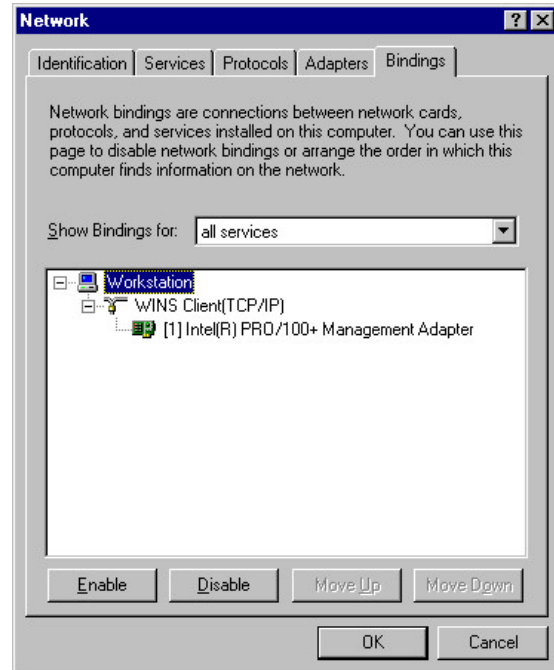 Network
Identification Services Protocols Adapters Bindings
Network bindings are connections between network cards,
protocols, and services installed on this computer. You can use this
page to disable network bindings or arrange the order in which this
computer finds information on the network.
Show Bindings for: all services
Workstation
WINS Client(TCP/IP)
[1] Intel(R) PRO/100+ Management Adapter
Enable Disable Move Up Move Down
OK Cancel